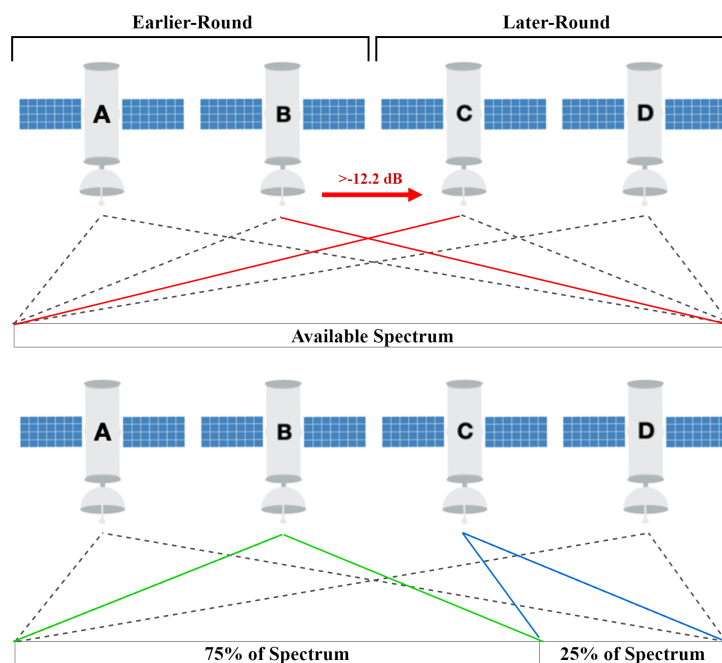 Earlier-Round Later-Round
A B C D
>-12.2 dB
Available Spectrum
A B C D
75% of Spectrum 25% of Spectrum